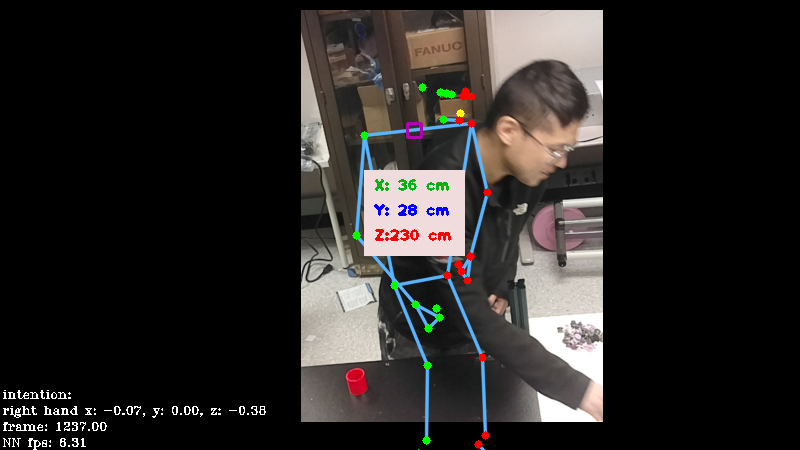 FANUC
X: 36 cm
Y: 28 cm
Z:230 cm
intention:
right hand x: -0.07, y: 0.00, z: -0.38
frame: 1237.00
NN fps: 6.31